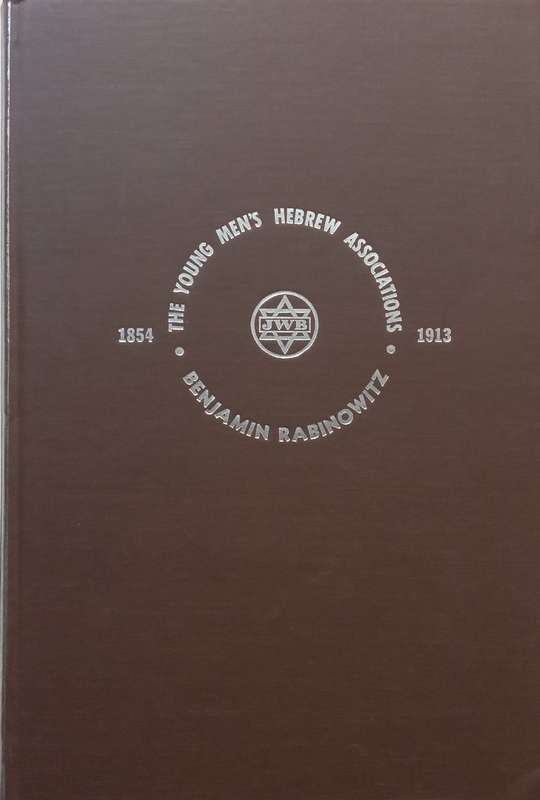 THE YOUNG MEN'S HEBREW ASSOCIATIONS
1854
JWB
1913
BENJAMIN RABINOWITZ